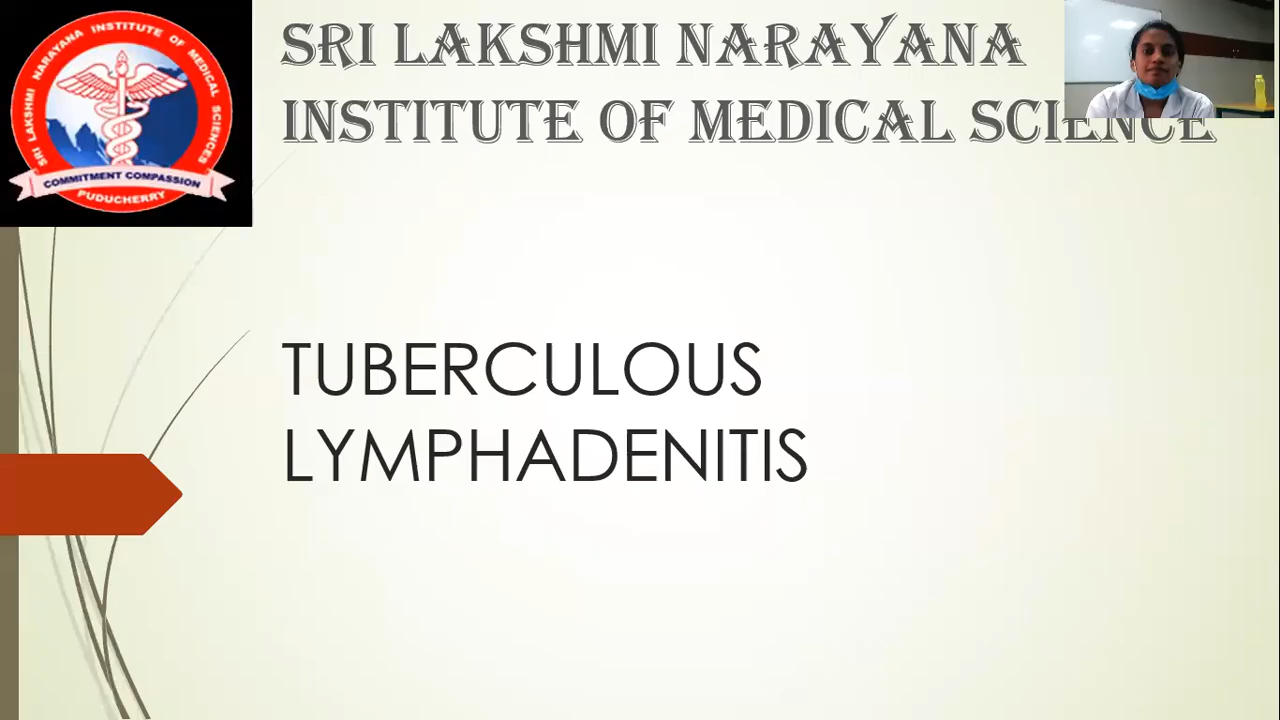 SRI LAKSHMI NARAYANA
INSTITUTE OF MEDICAL SCIENCE
SRI LAKSHMI NARAYANA INSTITUTE OF MEDICAL SCIENCES
COMMITMENT COMPASSION
PUDUCHERRY
TUBERCULOUS
LYMPHADENITIS